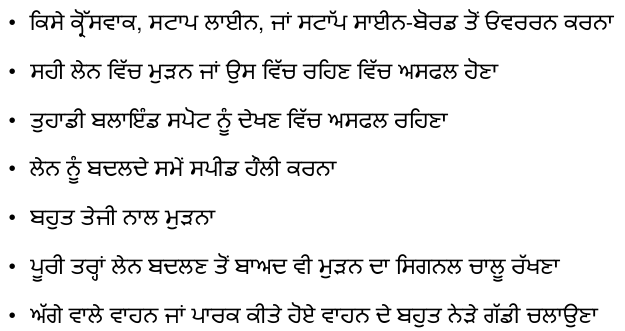 • ਕਿਸੇ ਕ੍ਰੌੱਸਵਾਕ, ਸਟਾਪ ਲਾਈਨ, ਜਾਂ ਸਟਾੱਪ ਸਾਈਨ-ਬੋਰਡ ਤੋਂ ਓਵਰਰਨ ਕਰਨਾ
• ਸਹੀ ਲੇਨ ਵਿੱਚ ਮੁੜਨ ਜਾਂ ਉਸ ਵਿੱਚ ਰਹਿਣ ਵਿੱਚ ਅਸਫਲ ਹੋਣਾ
• ਤੁਹਾਡੀ ਬਲਾਇੰਡ ਸਪੋਟ ਨੂੰ ਦੇਖਣ ਵਿੱਚ ਅਸਫਲ ਰਹਿਣਾ
• ਲੇਨ ਨੂੰ ਬਦਲਦੇ ਸਮੇਂ ਸਪੀਡ ਹੌਲੀ ਕਰਨਾ
• ਬਹੁਤ ਤੇਜੀ ਨਾਲ ਮੁੜਨਾ
• ਪੂਰੀ ਤਰ੍ਹਾਂ ਲੇਨ ਬਦਲਣ ਤੋਂ ਬਾਅਦ ਵੀ ਮੁੜਨ ਦਾ ਸਿਗਨਲ ਚਾਲੂ ਰੱਖਣਾ
• ਅੱਗੇ ਵਾਲੇ ਵਾਹਨ ਜਾਂ ਪਾਰਕ ਕੀਤੇ ਹੋਏ ਵਾਹਨ ਦੇ ਬਹੁਤ ਨੇੜੇ ਗੱਡੀ ਚਲਾਉਣਾ